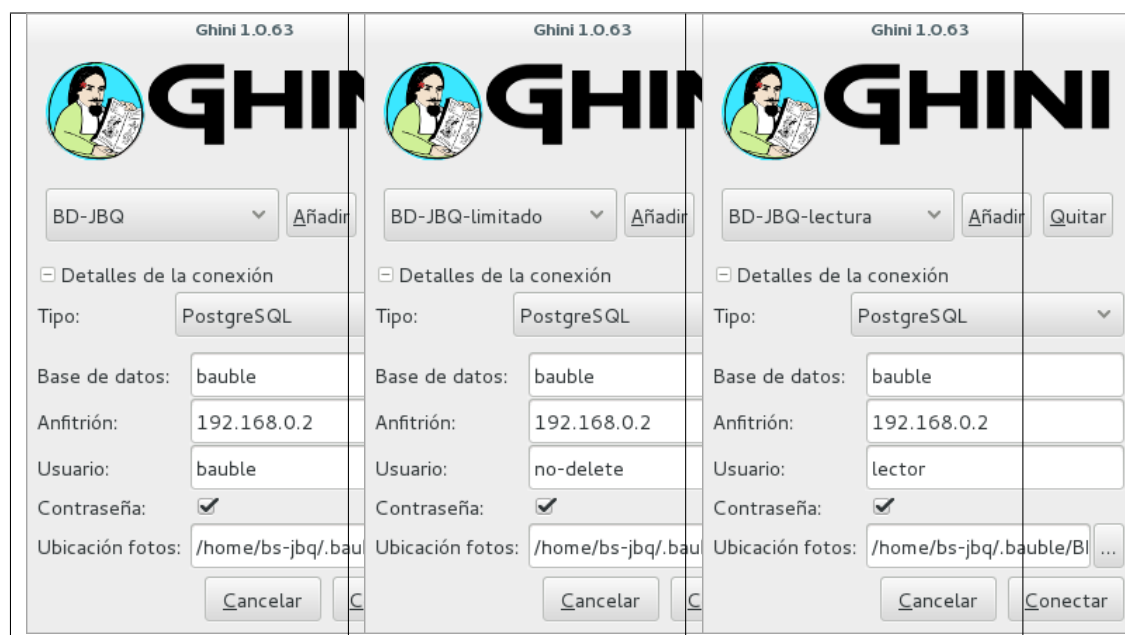 Ghini 1.0.63
GHINI
BD-JBQ
Añadir
Detalles de la conexión
Tipo:
PostgreSQL
Base de datos:
bauble
Anfitrión:
192.168.0.2
Usuario:
bauble
Contraseña:
Ubicación fotos:
/home/bs-jbq/.bau
Cancelar
C
Ghini 1.0.63
GHINI
BD-JBQ-limitado
Añadir
Detalles de la conexión
Tipo:
PostgreSQL
Base de datos:
bauble
Anfitrión:
192.168.0.2
Usuario:
no-delete
Contraseña:
Ubicación fotos:
/home/bs-jbq/.bau
Cancelar
C
Ghini 1.0.63
GHINI
BD-JBQ-lectura
Añadir
Quitar
Detalles de la conexión
Tipo:
PostgreSQL
Base de datos:
bauble
Anfitrión:
192.168.0.2
Usuario:
lector
Contraseña:
Ubicación fotos:
/home/bs-jbq/.bauble/B
...
Cancelar
Conectar